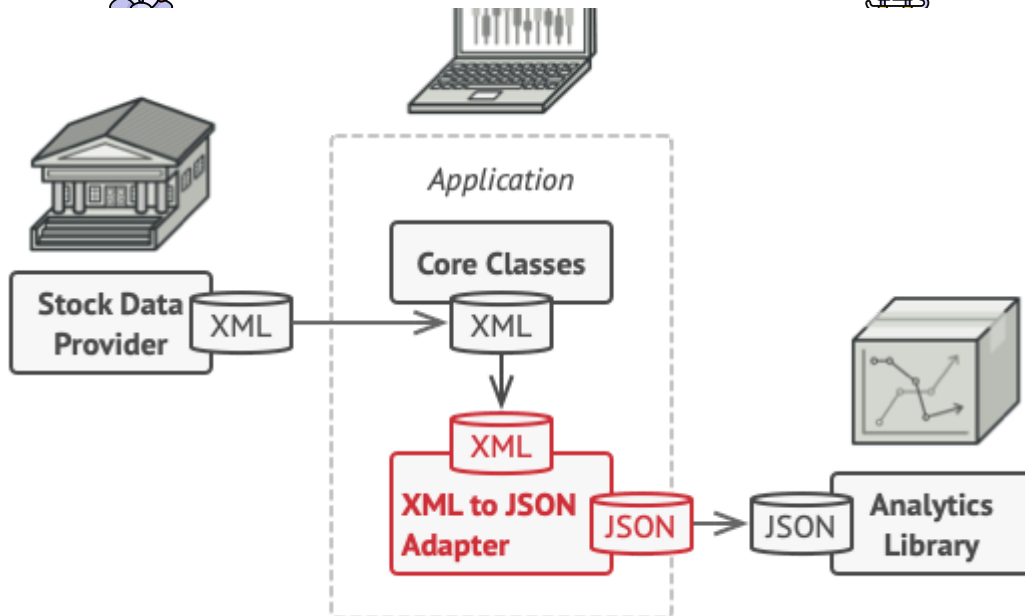 Application
Core Classes
Stock Data
Provider
XML
XML
XML
XML to JSON
Adapter
JSON
JSON
Analytics
Library